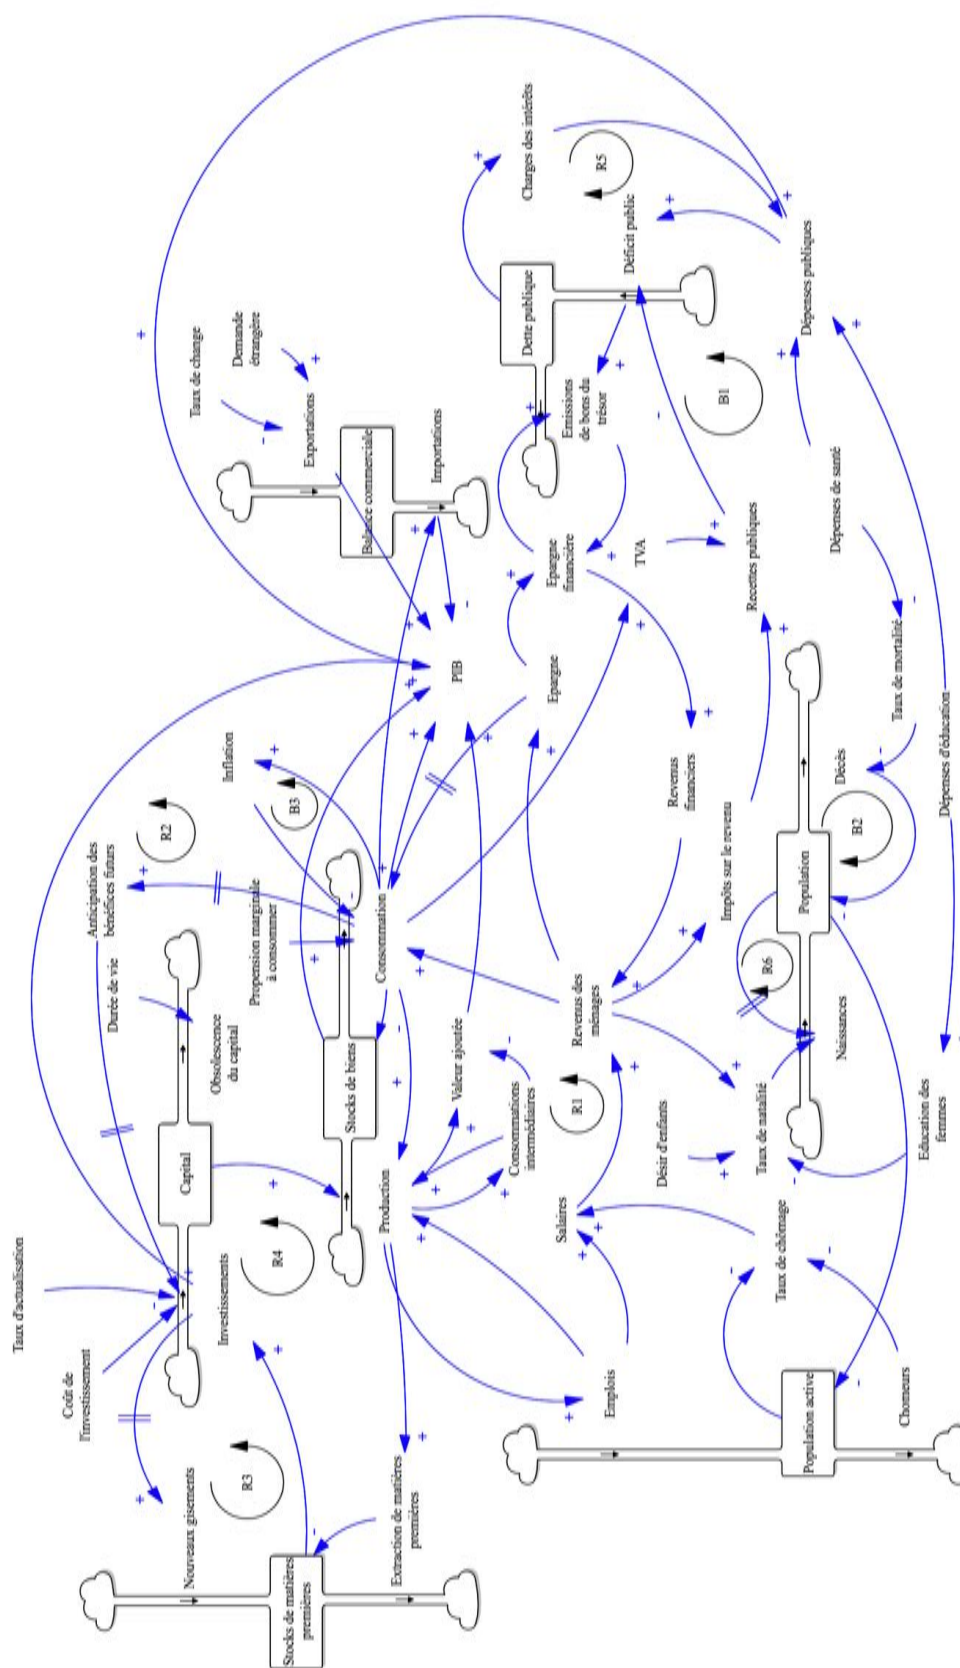 Taux d'actualisation
Coût de
l'investissement
Nouveaux gisements
R3
Stocks de matières
premières
Extraction de matières
premières
Investissements
R4
Capital
Durée de vie
Obsolescence
du capital
Anticipation des
bénéfices futurs
R2
Propension marginale
à consonner
Inflation
B3
Stocks de biens
Consommation
Production
Valeur ajoutée
Consommations
intermédiaires
R1
PIB
Taux de change
Demande
étrangère
Exportations
Balance commerciale
Importations
Charges des intérêts
R5
Dette publique
Déficit public
Emissions
de bons du
trésor
B1
Dépenses publiques
Epargne
financière
Epargne
TVA
Recettes publiques
Dépenses de santé
Revenus
financiers
Impôts sur le revenu
Taux de mortalité
Dépenses d'éducation
Revenus des
ménages
Salaires
Emplois
Désir d'enfants
Taux de natalité
Taux de chômage
R6
Naissances
Population
Décès
B2
Education des
femmes
Population active
Chomeurs